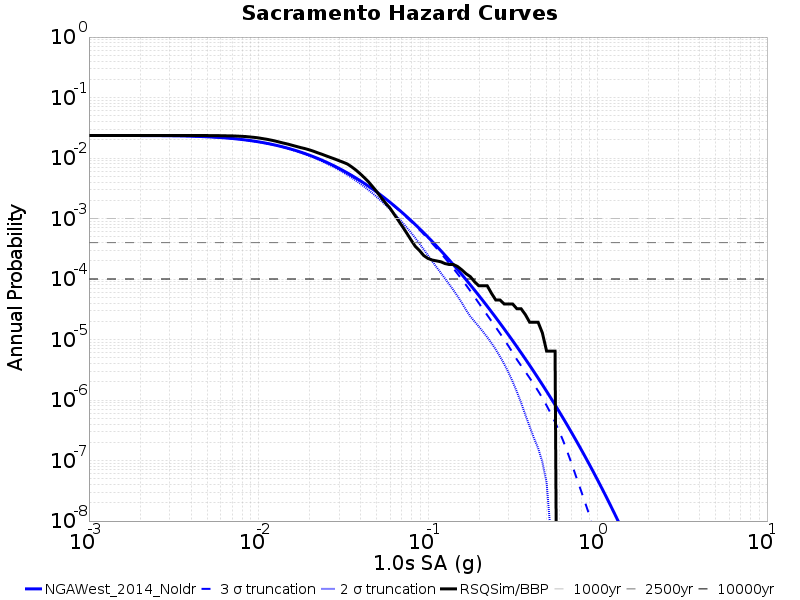 Sacramento Hazard Curves
10^0
10^-1
10^-2
10^-3
10^-4
10^-5
10^-6
10^-7
10^-8
Annual Probability
10^-3 10^-2 10^-1 10^0 10^1
1.0s SA (g)
NGAWest_2014_NoIdr 3 σ truncation 2 σ truncation RSQSim/BBP 1000yr 2500yr 10000yr